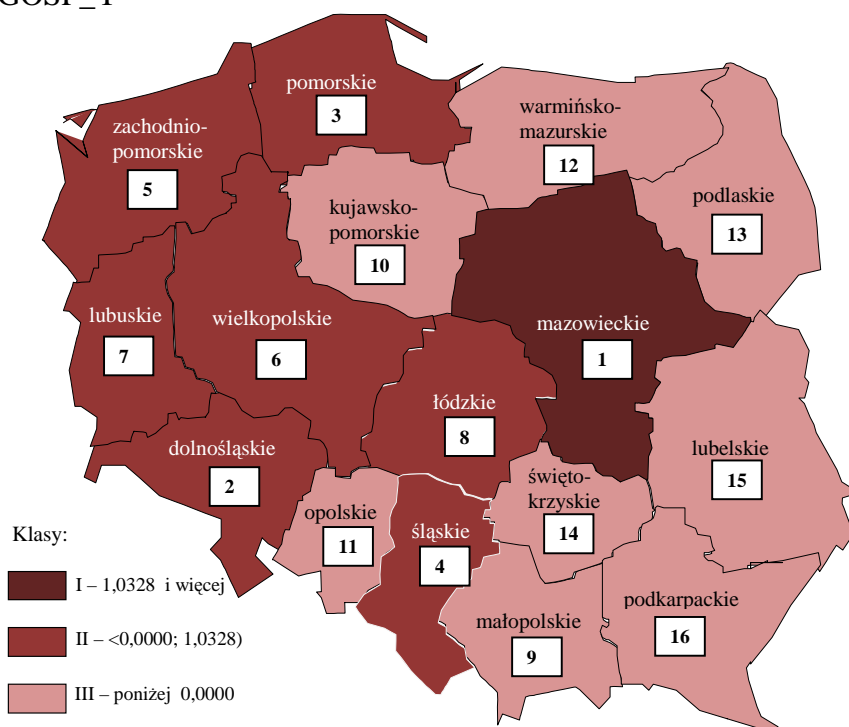 pomorskie
3
warmińsko-
mazurskie
12
zachodnio-
pomorskie
5
podlaskie
13
kujawsko-
pomorskie
10
lubuskie
7
wielkopolskie
6
mazowieckie
1
łódzkie
8
dolnośląskie
2
lubelskie
15
święto-
krzyskie
14
opolskie
11
śląskie
4
Klasy:
I – 1,0328 i więcej
II – <0,0000; 1,0328)
III – poniżej 0,0000
małopolskie
9
podkarpackie
16